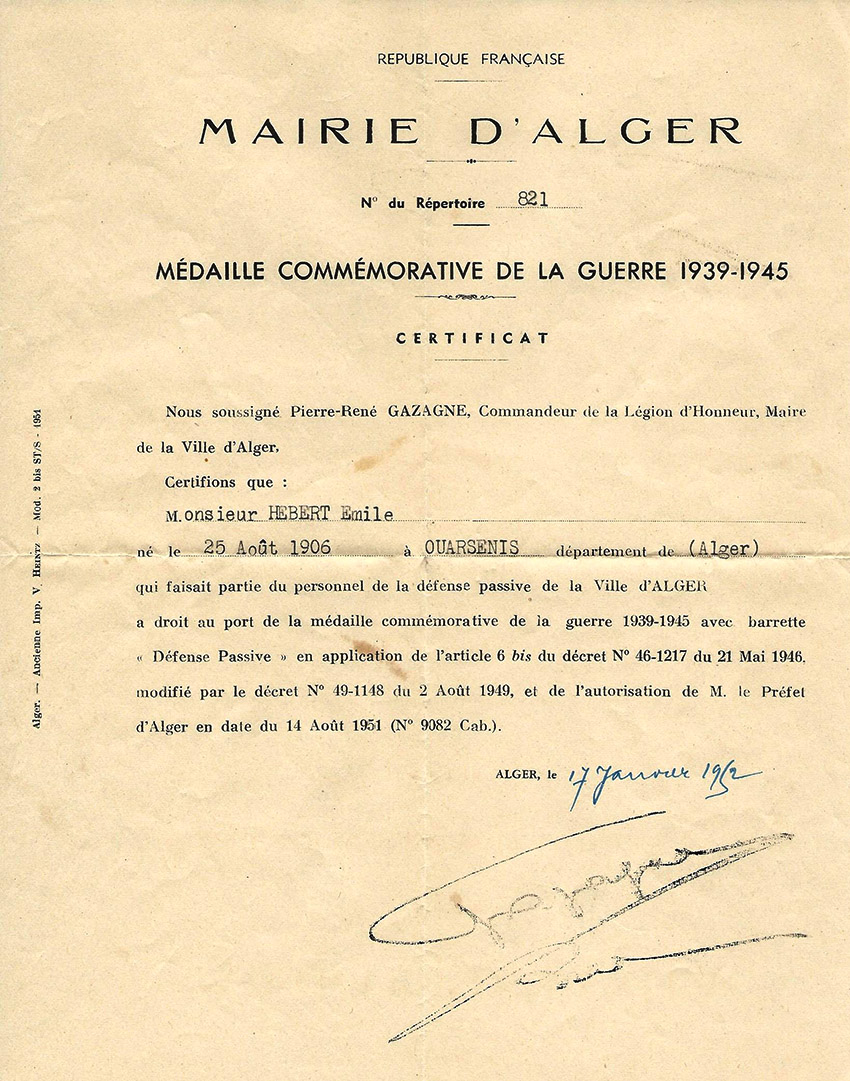 REPUBLIQUE FRANÇAISE
MAIRIE D'ALGER
N° du Répertoire 821
MÉDAILLE COMMÉMORATIVE DE LA GUERRE 1939-1945
CERTIFICAT
Nous soussigné Pierre-René GAZAGNE, Commandeur de la Légion d'Honneur, Maire
de la Ville d'Alger,
Certifions que :
Monsieur HEBERT Emile
né le 25 Août 1906 à OUARSENIS département de (Alger)
qui faisait partie du personnel de la défense passive de la Ville d'ALGER
a droit au port de la médaille commémorative de la guerre 1939-1945 avec barrette
« Défense Passive » en application de l'article 6 bis du décret N° 46-1217 du 21 Mai 1946.
modifié par le décret N° 49-1148 du 2 Août 1949, et de l'autorisation de M. le Préfet
d'Alger en date du 14 Août 1951 (N° 9082 Cab.).
ALGER, le 17 Janvier 1952
Gazagne
Alger. — Ancienne Imp. V. HEINTZ — Mod. 2 bis ST/S - 1951